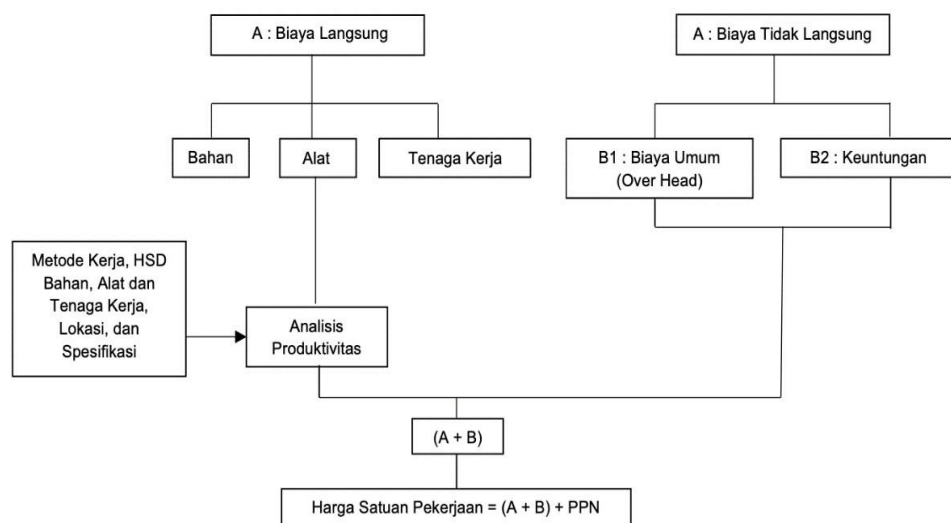 A : Biaya Langsung
A : Biaya Tidak Langsung
Bahan
Alat
Tenaga Kerja
B1 : Biaya Umum
(Over Head)
B2 : Keuntungan
Metode Kerja, HSD
Bahan, Alat dan
Tenaga Kerja,
Lokasi, dan
Spesifikasi
Analisis
Produktivitas
(A + B)
Harga Satuan Pekerjaan = (A + B) + PPN